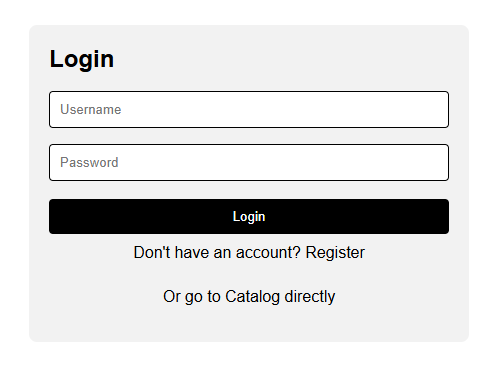 Login
Username
Password
Login
Don't have an account? Register
Or go to Catalog directly